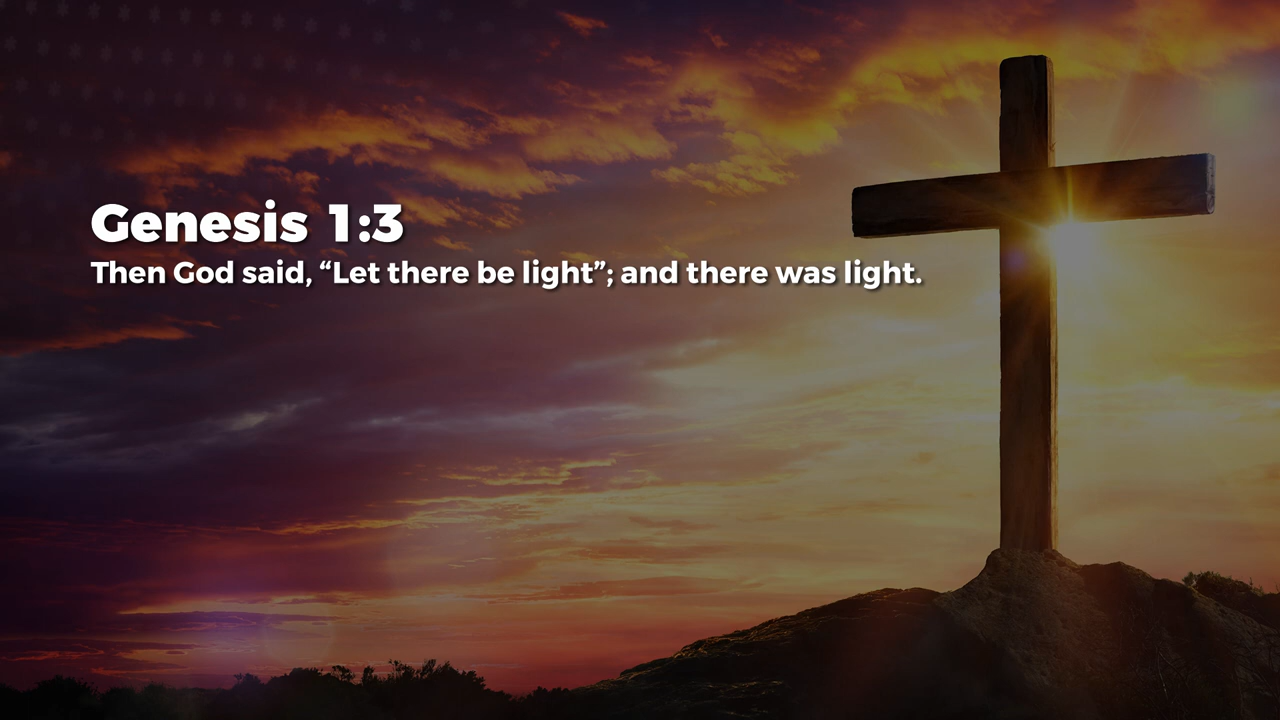 Genesis 1:3
Then God said, “Let there be light”; and there was light.